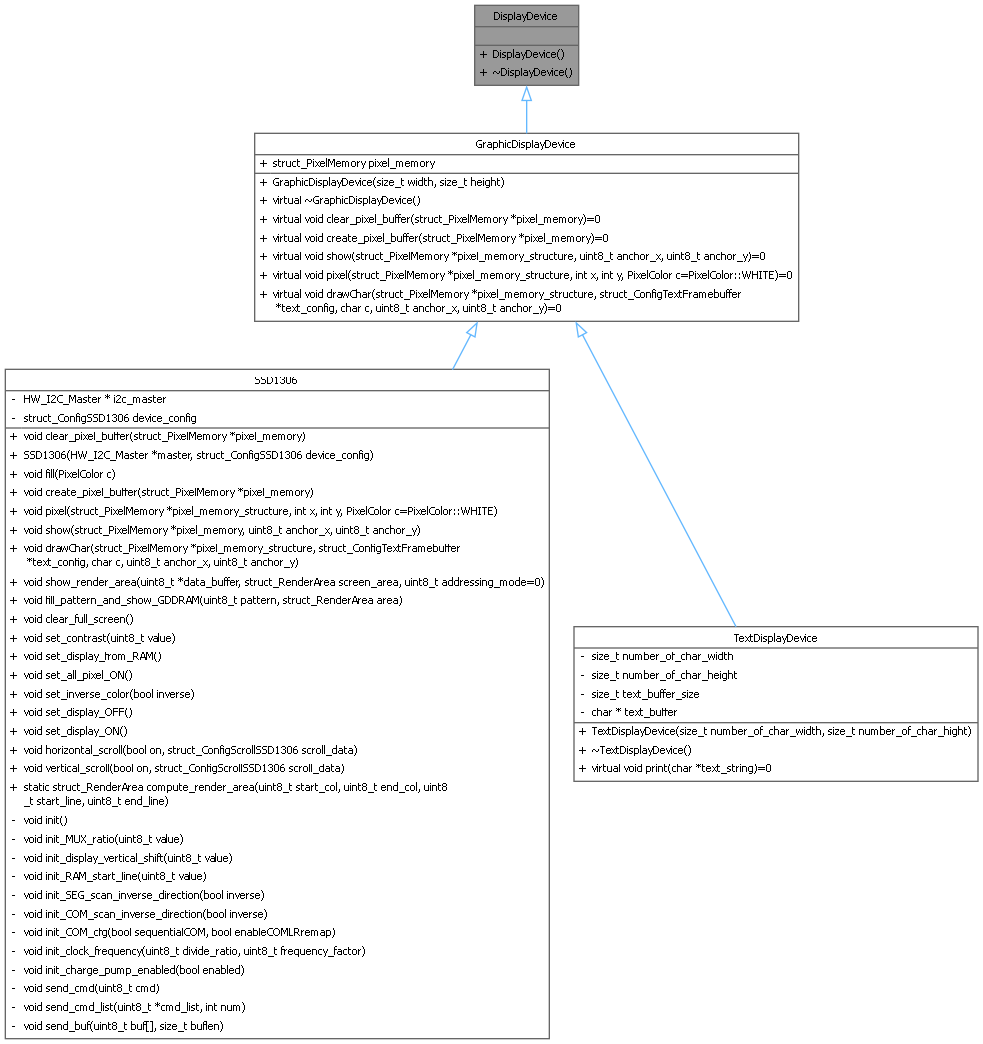 DisplayDevice
+ DisplayDevice()
+ ~DisplayDevice()
GraphicDisplayDevice
+ struct_PixelMemory pixel_memory
+ GraphicDisplayDevice(size_t width, size_t height)
+ virtual ~GraphicDisplayDevice()
+ virtual void clear_pixel_buffer(struct_PixelMemory *pixel_memory)=0
+ virtual void create_pixel_buffer(struct_PixelMemory *pixel_memory)=0
+ virtual void show(struct_PixelMemory *pixel_memory_structure, uint8_t anchor_x, uint8_t anchor_y)=0
+ virtual void pixel(struct_PixelMemory *pixel_memory_structure, int x, int y, PixelColor c=PixelColor::WHITE)=0
+ virtual void drawChar(struct_PixelMemory *pixel_memory_structure, struct_ConfigTextFramebuffer
*text_config, char c, uint8_t anchor_x, uint8_t anchor_y)=0
SSD1306
- HW_I2C_Master * i2c_master
- struct_ConfigSSD1306 device_config
+ void clear_pixel_buffer(struct_PixelMemory *pixel_memory)
+ SSD1306(HW_I2C_Master *master, struct_ConfigSSD1306 device_config)
+ void fill(PixelColor c)
+ void create_pixel_buffer(struct_PixelMemory *pixel_memory)
+ void pixel(struct_PixelMemory *pixel_memory_structure, int x, int y, PixelColor c=PixelColor::WHITE)
+ void show(struct_PixelMemory *pixel_memory, uint8_t anchor_x, uint8_t anchor_y)
+ void drawChar(struct_PixelMemory *pixel_memory_structure, struct_ConfigTextFramebuffer
*text_config, char c, uint8_t anchor_x, uint8_t anchor_y)
+ void show_render_area(uint8_t *data_buffer, struct_RenderArea screen_area, uint8_t addressing_mode=0)
+ void fill_pattern_and_show_GDDRAM(uint8_t pattern, struct_RenderArea area)
+ void clear_full_screen()
+ void set_contrast(uint8_t value)
+ void set_display_from_RAM()
+ void set_all_pixel_ON()
+ void set_inverse_color(bool inverse)
+ void set_display_OFF()
+ void set_display_ON()
+ void horizontal_scroll(bool on, struct_ConfigScrollSSD1306 scroll_data)
+ void vertical_scroll(bool on, struct_ConfigScrollSSD1306 scroll_data)
+ static struct_RenderArea compute_render_area(uint8_t start_col, uint8_t end_col, uint8
_t start_line, uint8_t end_line)
- void init()
- void init_MUX_ratio(uint8_t value)
- void init_display_vertical_shift(uint8_t value)
- void init_RAM_start_line(uint8_t value)
- void init_SEG_scan_inverse_direction(bool inverse)
- void init_COM_scan_inverse_direction(bool inverse)
- void init_COM_cfg(bool sequentialCOM, bool enableCOMLRremap)
- void init_clock_frequency(uint8_t divide_ratio, uint8_t frequency_factor)
- void init_charge_pump_enabled(bool enabled)
- void send_cmd(uint8_t cmd)
- void send_cmd_list(uint8_t *cmd_list, int num)
- void send_buf(uint8_t buf[], size_t buflen)
TextDisplayDevice
- size_t number_of_char_width
- size_t number_of_char_height
- size_t text_buffer_size
- char * text_buffer
+ TextDisplayDevice(size_t number_of_char_width, size_t number_of_char_hight)
+ ~TextDisplayDevice()
+ virtual void print(char *text_string)=0